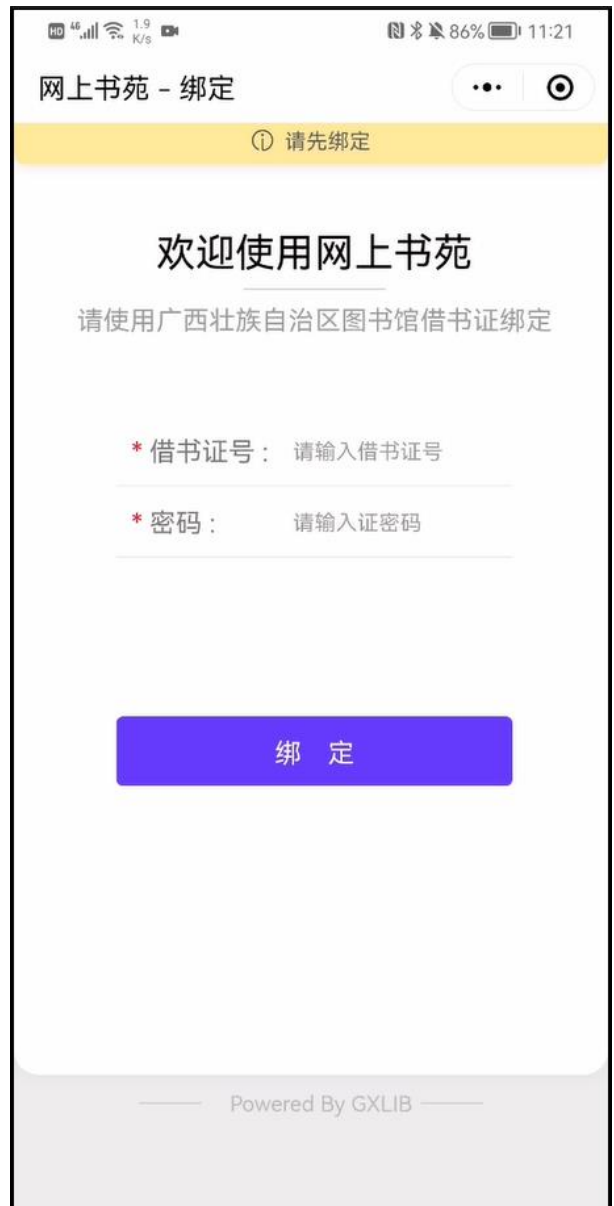 HD 46 1.9 K/s 86% 11:21
网上书苑 - 绑定
请先绑定
欢迎使用网上书苑
请使用广西壮族自治区图书馆借书证绑定
* 借书证号： 请输入借书证号
* 密码： 请输入证密码
绑 定
Powered By GXLIB